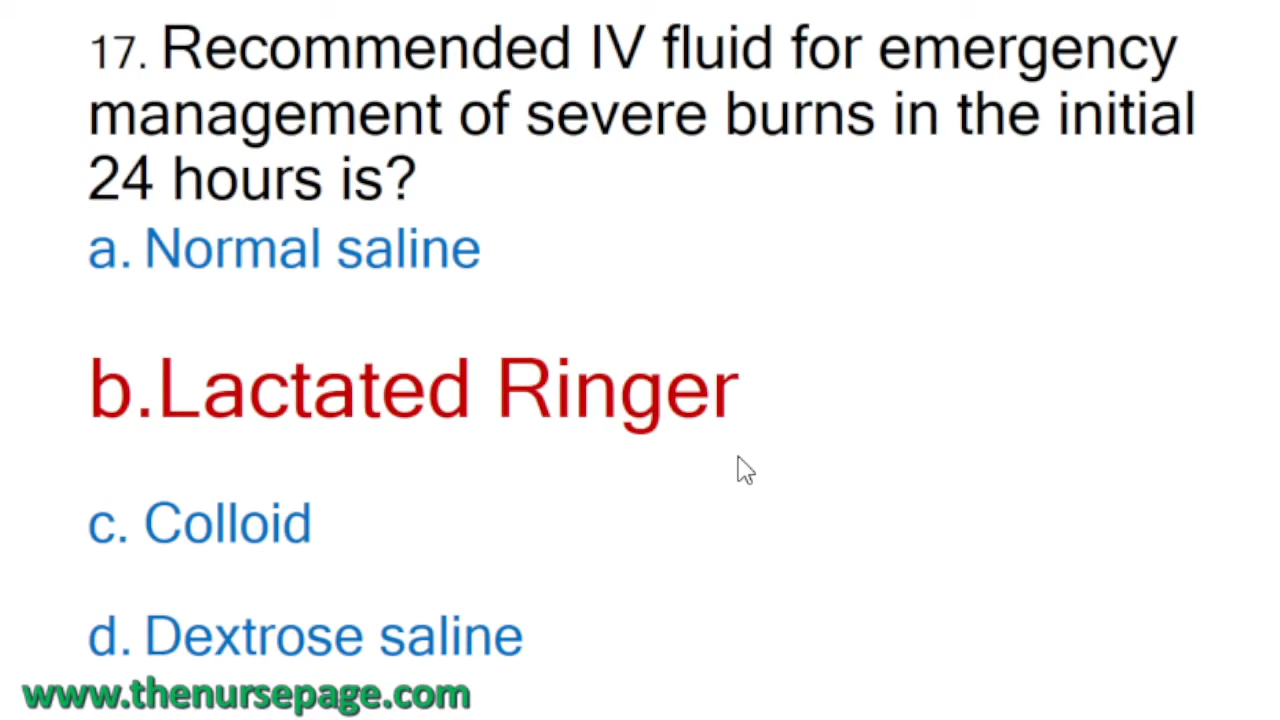 17. Recommended IV fluid for emergency
management of severe burns in the initial
24 hours is?
a. Normal saline
b.Lactated Ringer
c. Colloid
d. Dextrose saline
www.thenursepage.com